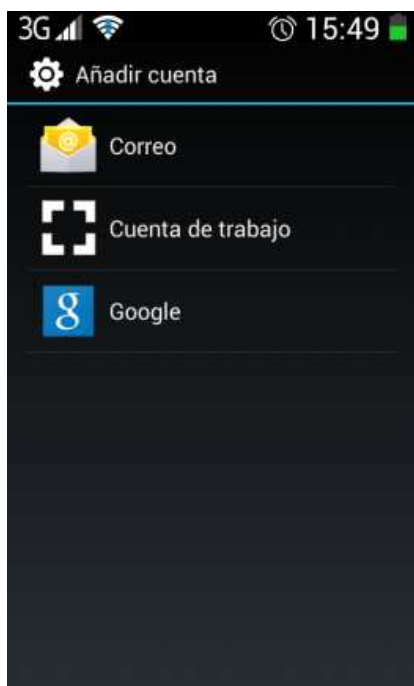 3G 15:49
Añadir cuenta
@
Correo
Cuenta de trabajo
g
Google